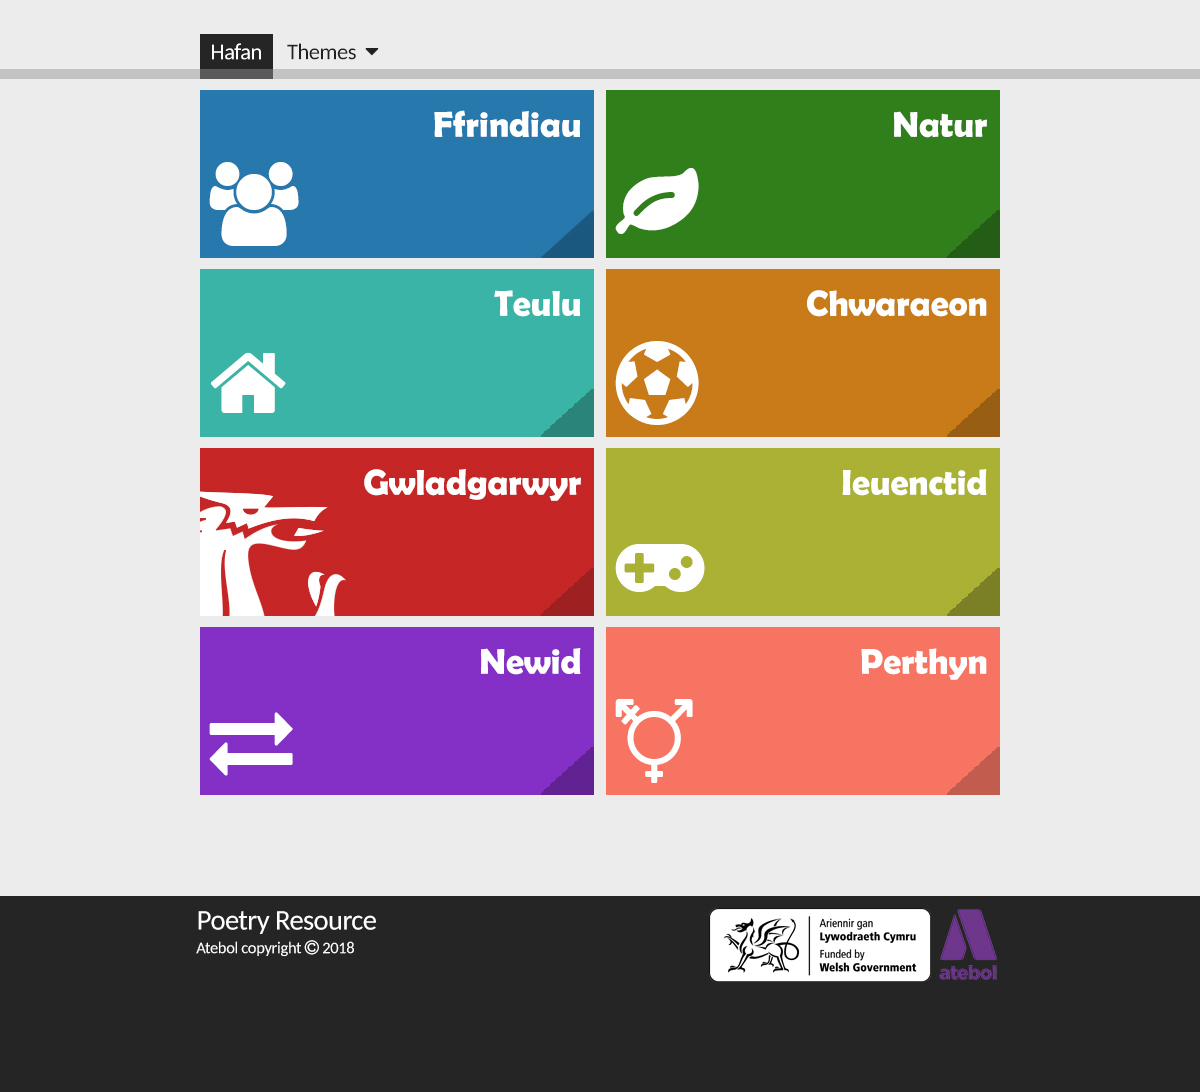 Hafan
Themes
Ffrindiau
Natur
Teulu
Chwaraeon
Gwladgarwyr
Ieuenctid
Newid
Perthyn
Poetry Resource
Atebol copyright © 2018
Ariennir gan
Lywodraeth Cymru
Funded by
Welsh Government
atebol